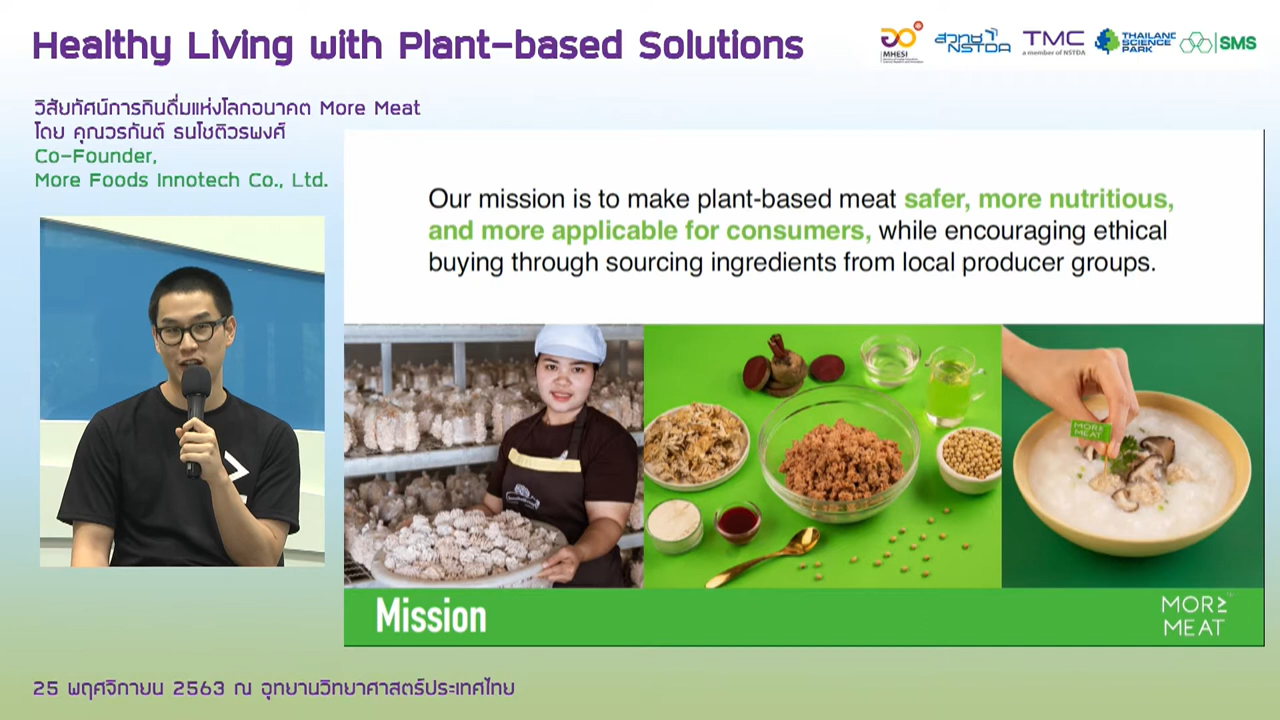 Healthy Living with Plant-based Solutions
MHESI
สวทช
NSTDA
TMC
a member of NSTDA
THAILAND
SCIENCE
PARK
SMS
วิสัยทัศน์การกินดื่มแห่งโลกอนาคต More Meat
โดย คุณวรกันต์ ธนโชติวรพงศ์
Co-Founder,
More Foods Innotech Co., Ltd.
Our mission is to make plant-based meat safer, more nutritious,
and more applicable for consumers, while encouraging ethical
buying through sourcing ingredients from local producer groups.
MORE
MEAT
Mission
MORE
MEAT
25 พฤศจิกายน 2563 ณ อุทยานวิทยาศาสตร์ประเทศไทย